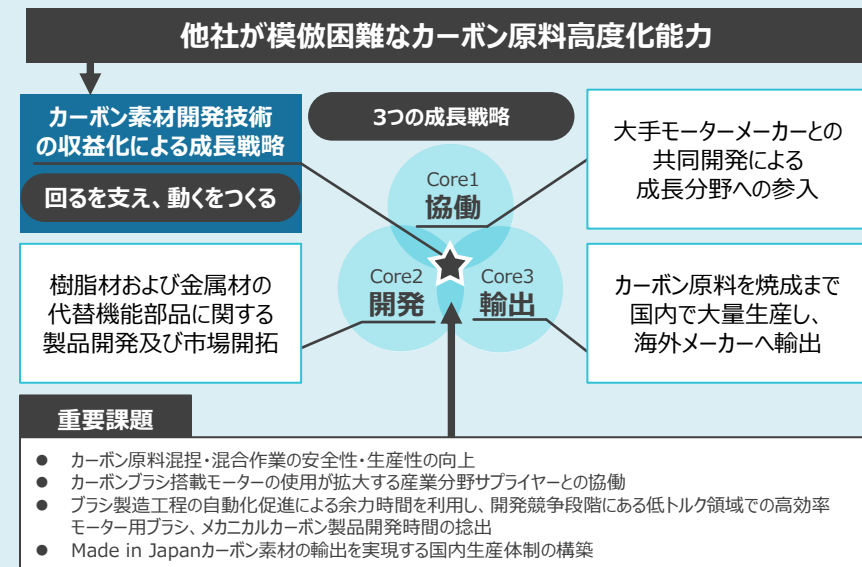 他社が模倣困難なカーボン原料高度化能力
カーボン素材開発技術
の収益化による成長戦略
回るを支え、動くをつくる
3つの成長戦略
大手モーターメーカーとの
共同開発による
成長分野への参入
Core1
協働
Core2
開発
Core3
輸出
樹脂材および金属材の
代替機能部品に関する
製品開発及び市場開拓
カーボン原料を焼成まで
国内で大量生産し、
海外メーカーへ輸出
重要課題
● カーボン原料混捏・混合作業の安全性・生産性の向上
● カーボンブラシ搭載モーターの使用が拡大する産業分野サプライヤーとの協働
● ブラシ製造工程の自動化促進による余力時間を利用し、開発競争段階にある低トルク領域での高効率
モーター用ブラシ、メカニカルカーボン製品開発時間の捻出
● Made in Japanカーボン素材の輸出を実現する国内生産体制の構築